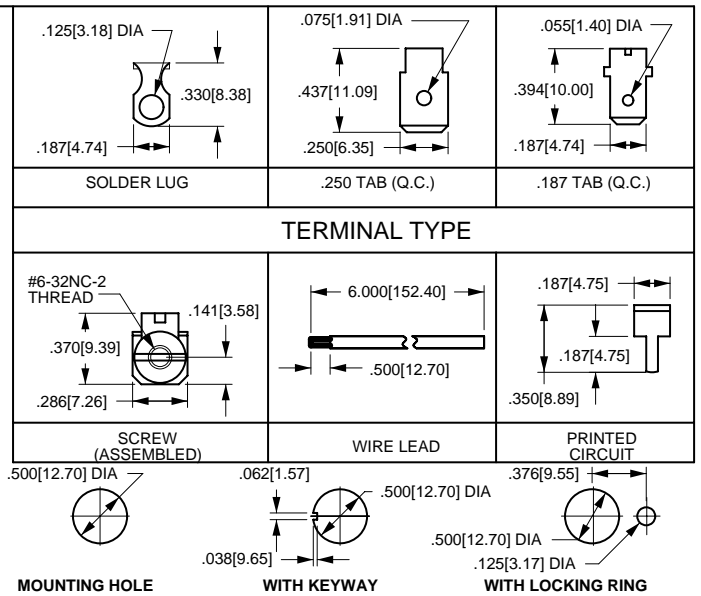 .125[3.18] DIA
.330[8.38]
.187[4.74]
SOLDER LUG
.075[1.91] DIA
.437[11.09]
.250[6.35]
.250 TAB (Q.C.)
.055[1.40] DIA
.394[10.00]
.187[4.74]
.187 TAB (Q.C.)
TERMINAL TYPE
#6-32NC-2
THREAD
.141[3.58]
.370[9.39]
.286[7.26]
SCREW
(ASSEMBLED)
6.000[152.40]
.500[12.70]
WIRE LEAD
.187[4.75]
.187[4.75]
.350[8.89]
PRINTED
CIRCUIT
.500[12.70] DIA
MOUNTING HOLE
.062[1.57]
.500[12.70] DIA
.038[9.65]
WITH KEYWAY
.376[9.55]
.500[12.70] DIA
.125[3.17] DIA
WITH LOCKING RING